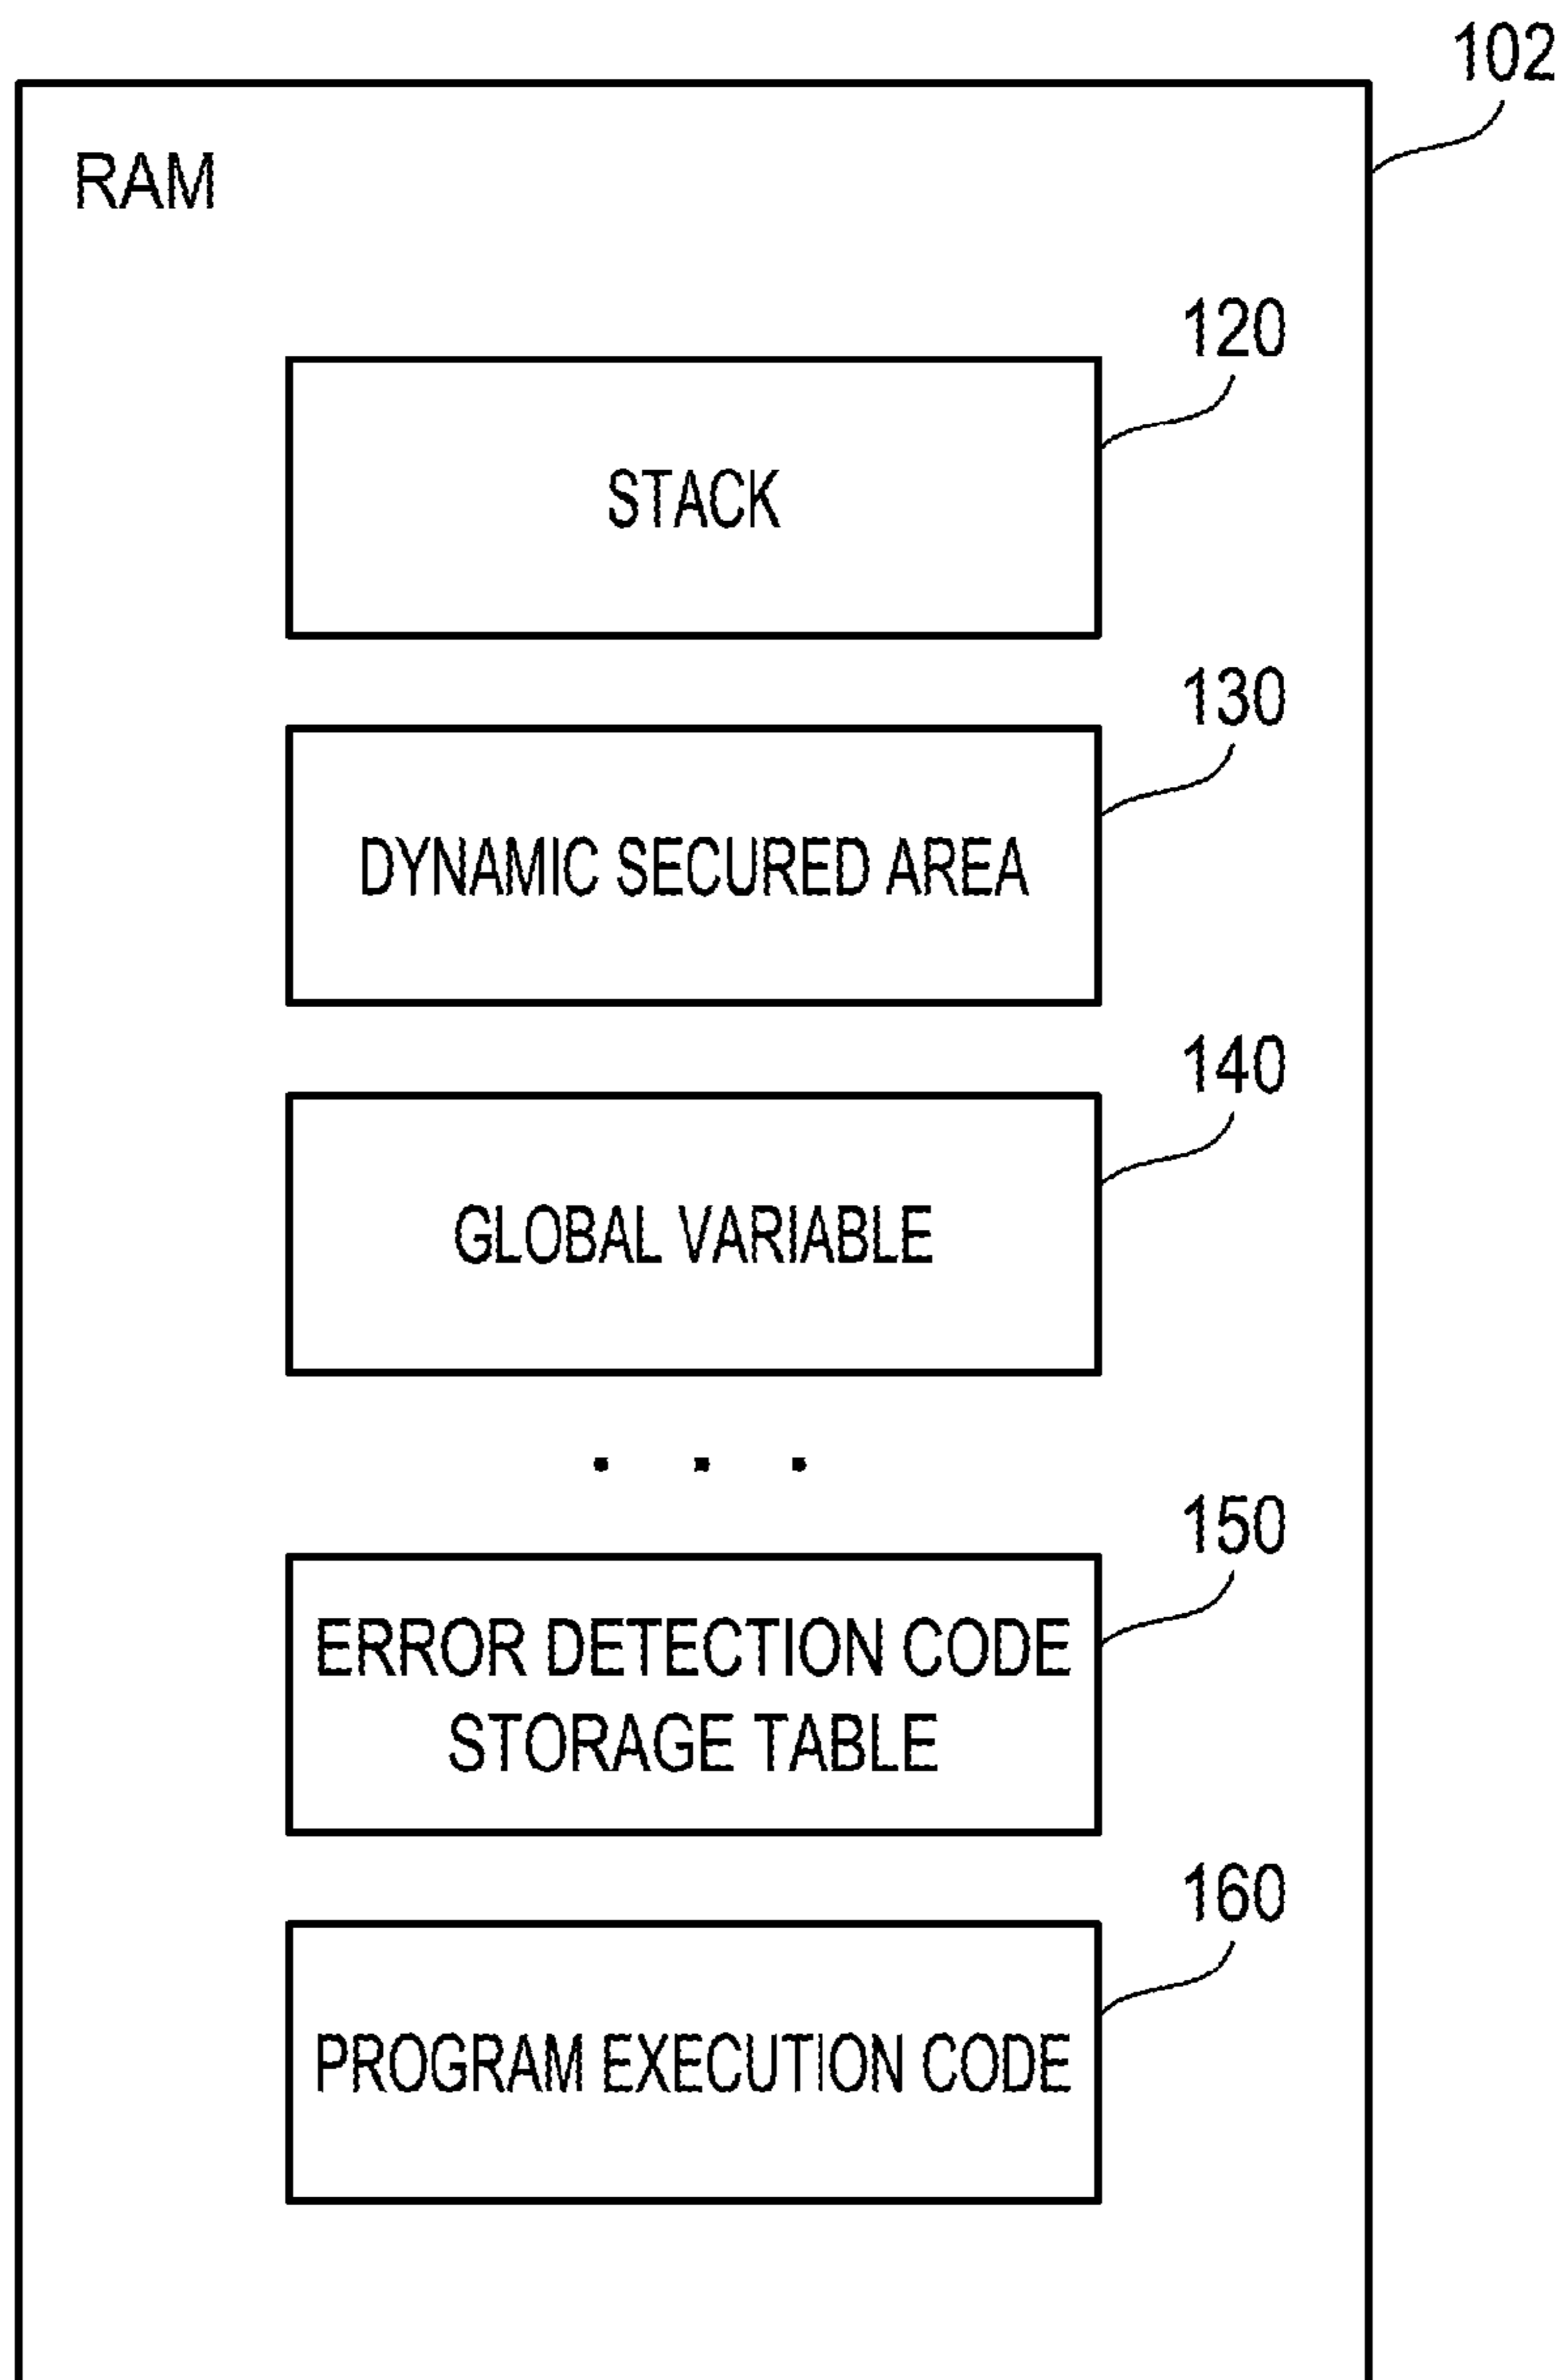 102
RAM
120
STACK
130
DYNAMIC SECURED AREA
140
GLOBAL VARIABLE
. . .
150
ERROR DETECTION CODE
STORAGE TABLE
160
PROGRAM EXECUTION CODE